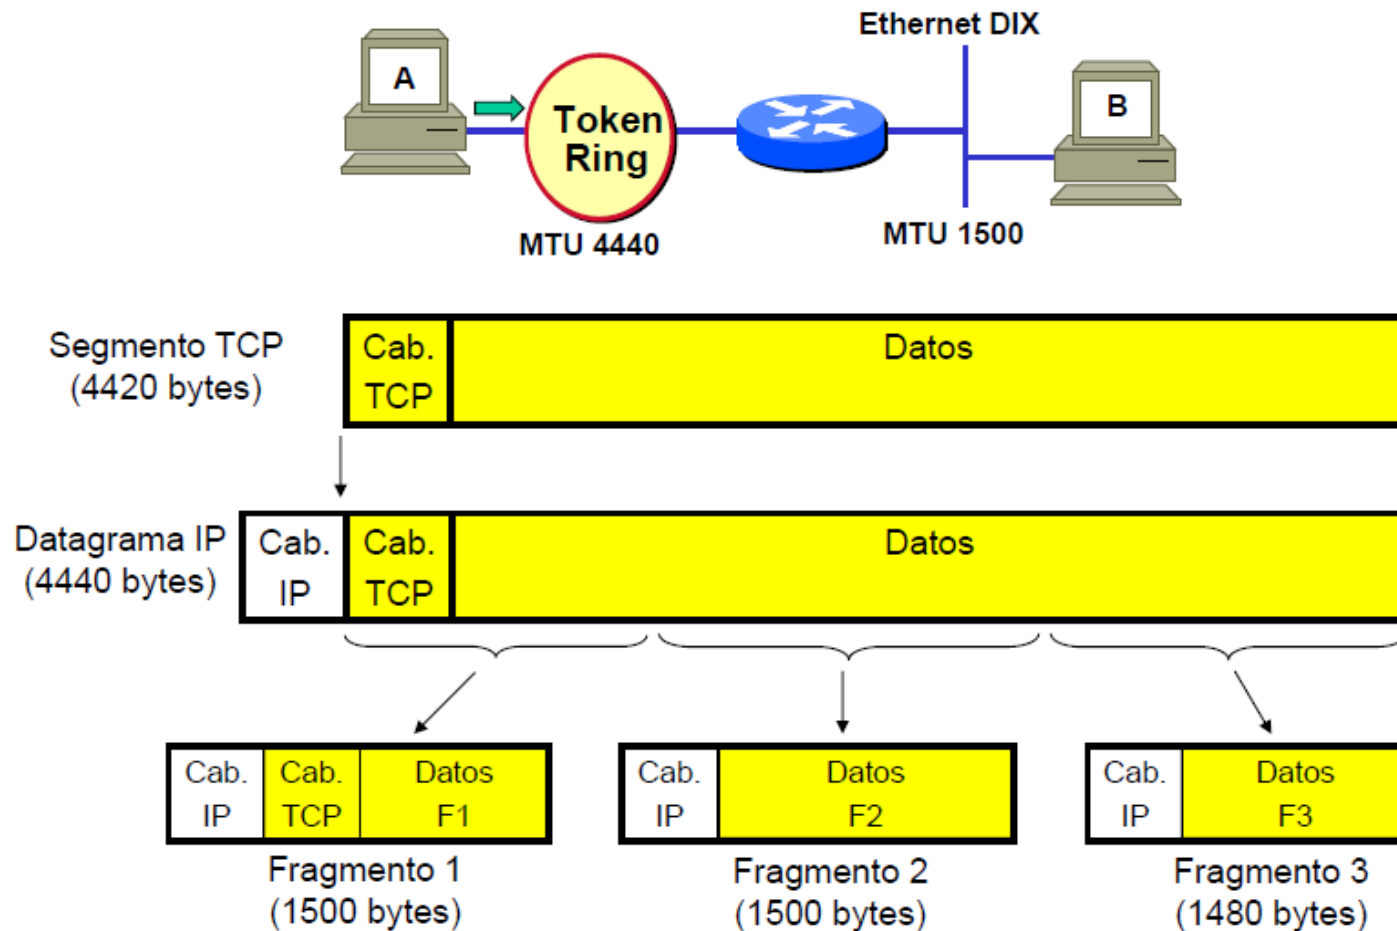 Ethernet DIX
A
B
Token
Ring
MTU 4440
MTU 1500
Segmento TCP
(4420 bytes)
Cab.
TCP
Datos
Datagrama IP
(4440 bytes)
Cab.
IP
Cab.
TCP
Datos
Cab.
IP
Cab.
TCP
Datos
F1
Fragmento 1
(1500 bytes)
Cab.
IP
Datos
F2
Fragmento 2
(1500 bytes)
Cab.
IP
Datos
F3
Fragmento 3
(1480 bytes)